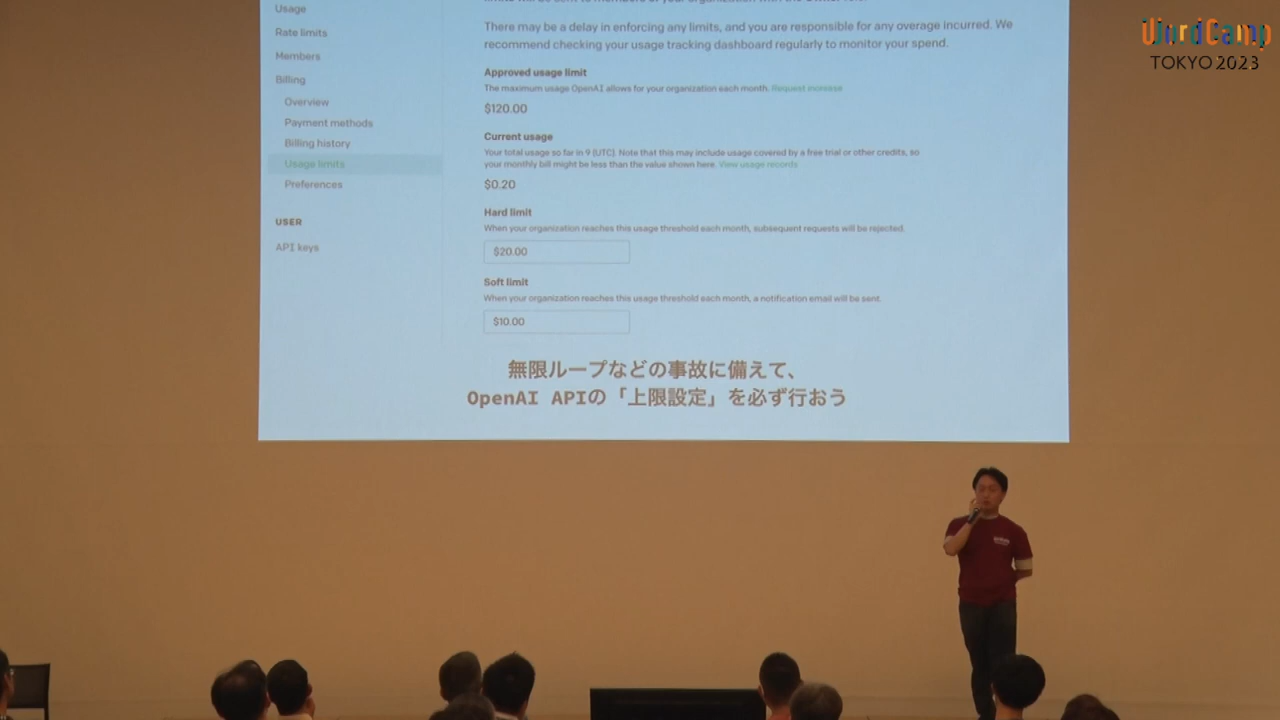 Usage
Rate limits
Members
Billing
Overview
Payment methods
Billing history
Usage limits
Preferences
USER
API keys
There may be a delay in enforcing any limits, and you are responsible for any overage incurred. We
recommend checking your usage tracking dashboard regularly to monitor your spend.
Approved usage limit
The maximum usage OpenAI allows for your organization each month. Request increase
$120.00
Current usage
Your total usage so far in 9 (UTC). Note that this may include usage covered by a free trial or other credits, so
your monthly bill might be less than the value shown here. View usage records
$0.20
Hard limit
When your organization reaches this usage threshold each month, subsequent requests will be rejected.
$20.00
Soft limit
When your organization reaches this usage threshold each month, a notification email will be sent.
$10.00
無限ループなどの事故に備えて、
OpenAI APIの「上限設定」を必ず行おう
WordCamp
TOKYO 2023